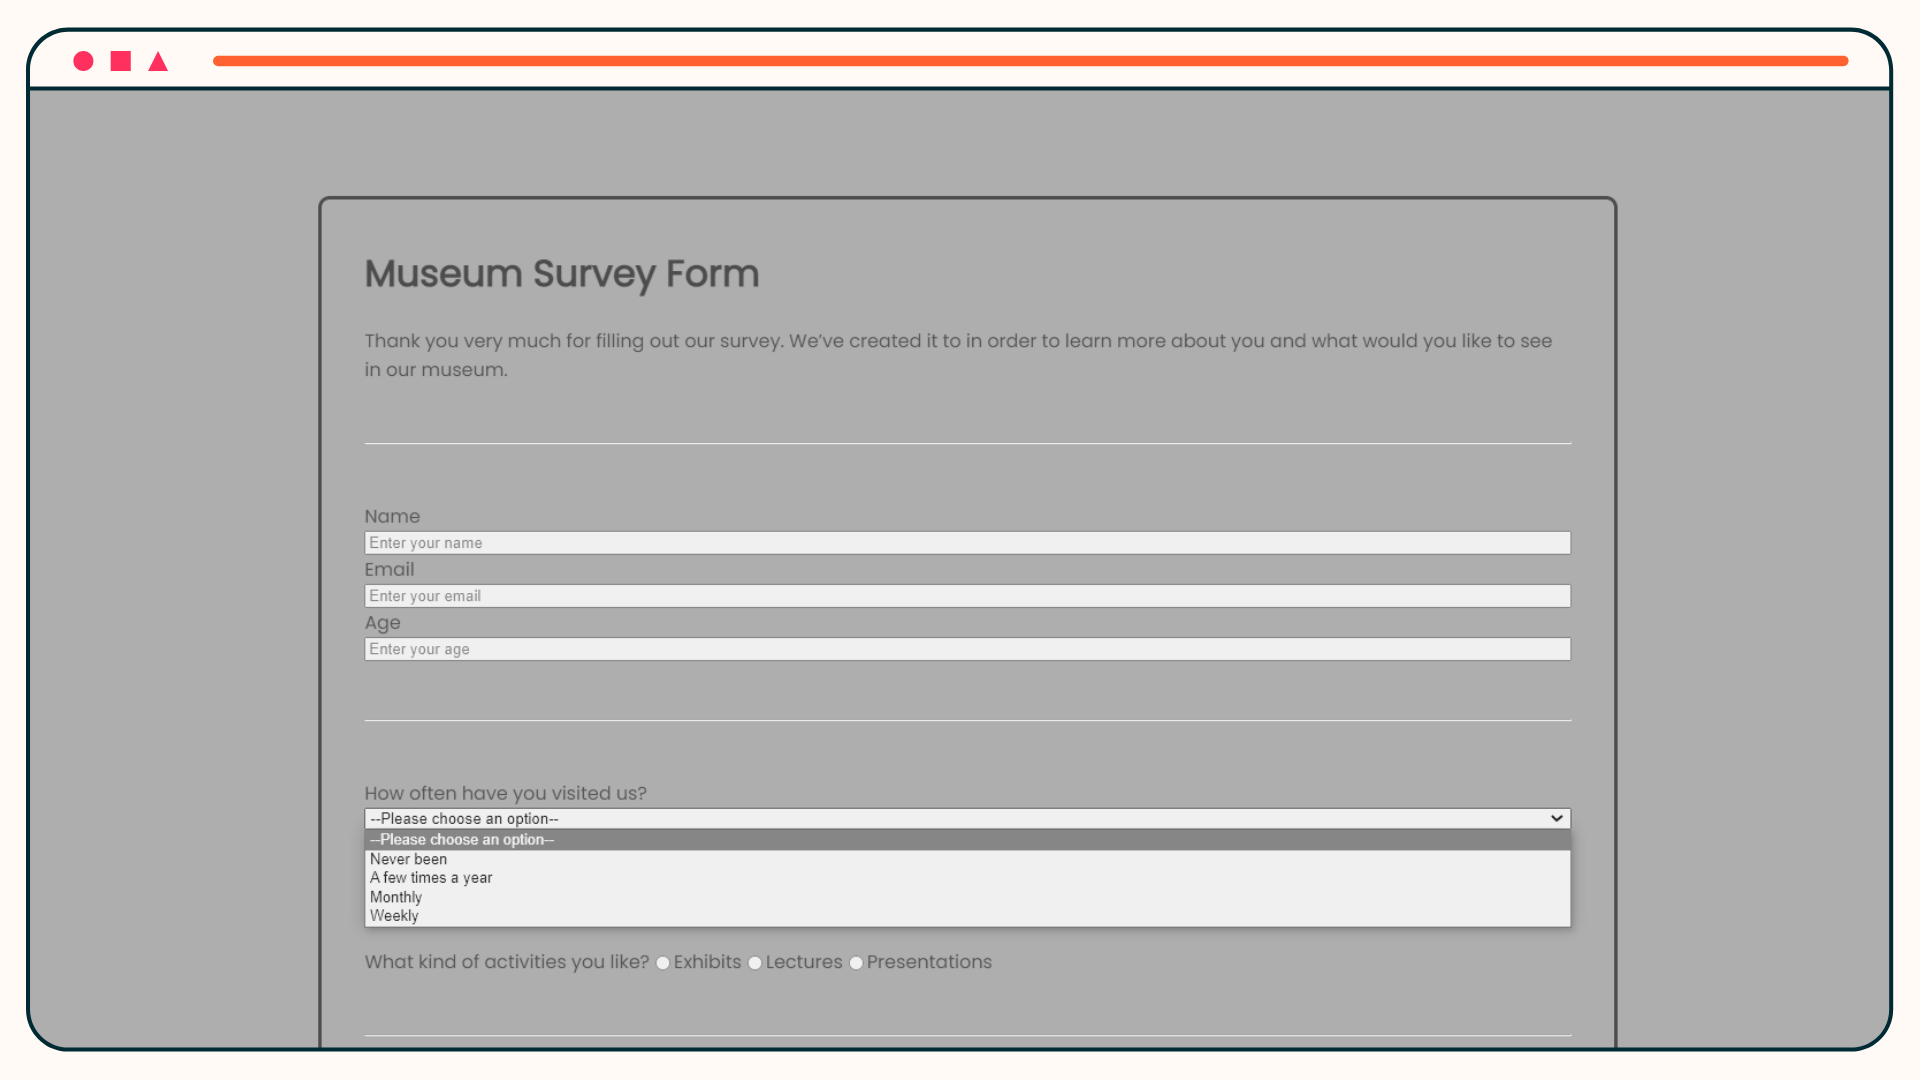 Museum Survey Form
Thank you very much for filling out our survey. We’ve created it to in order to learn more about you and what would you like to see
in our museum.
Name
Enter your name
Email
Enter your email
Age
Enter your age
How often have you visited us?
--Please choose an option--
--Please choose an option--
Never been
A few times a year
Monthly
Weekly
What kind of activities you like? Exhibits Lectures Presentations